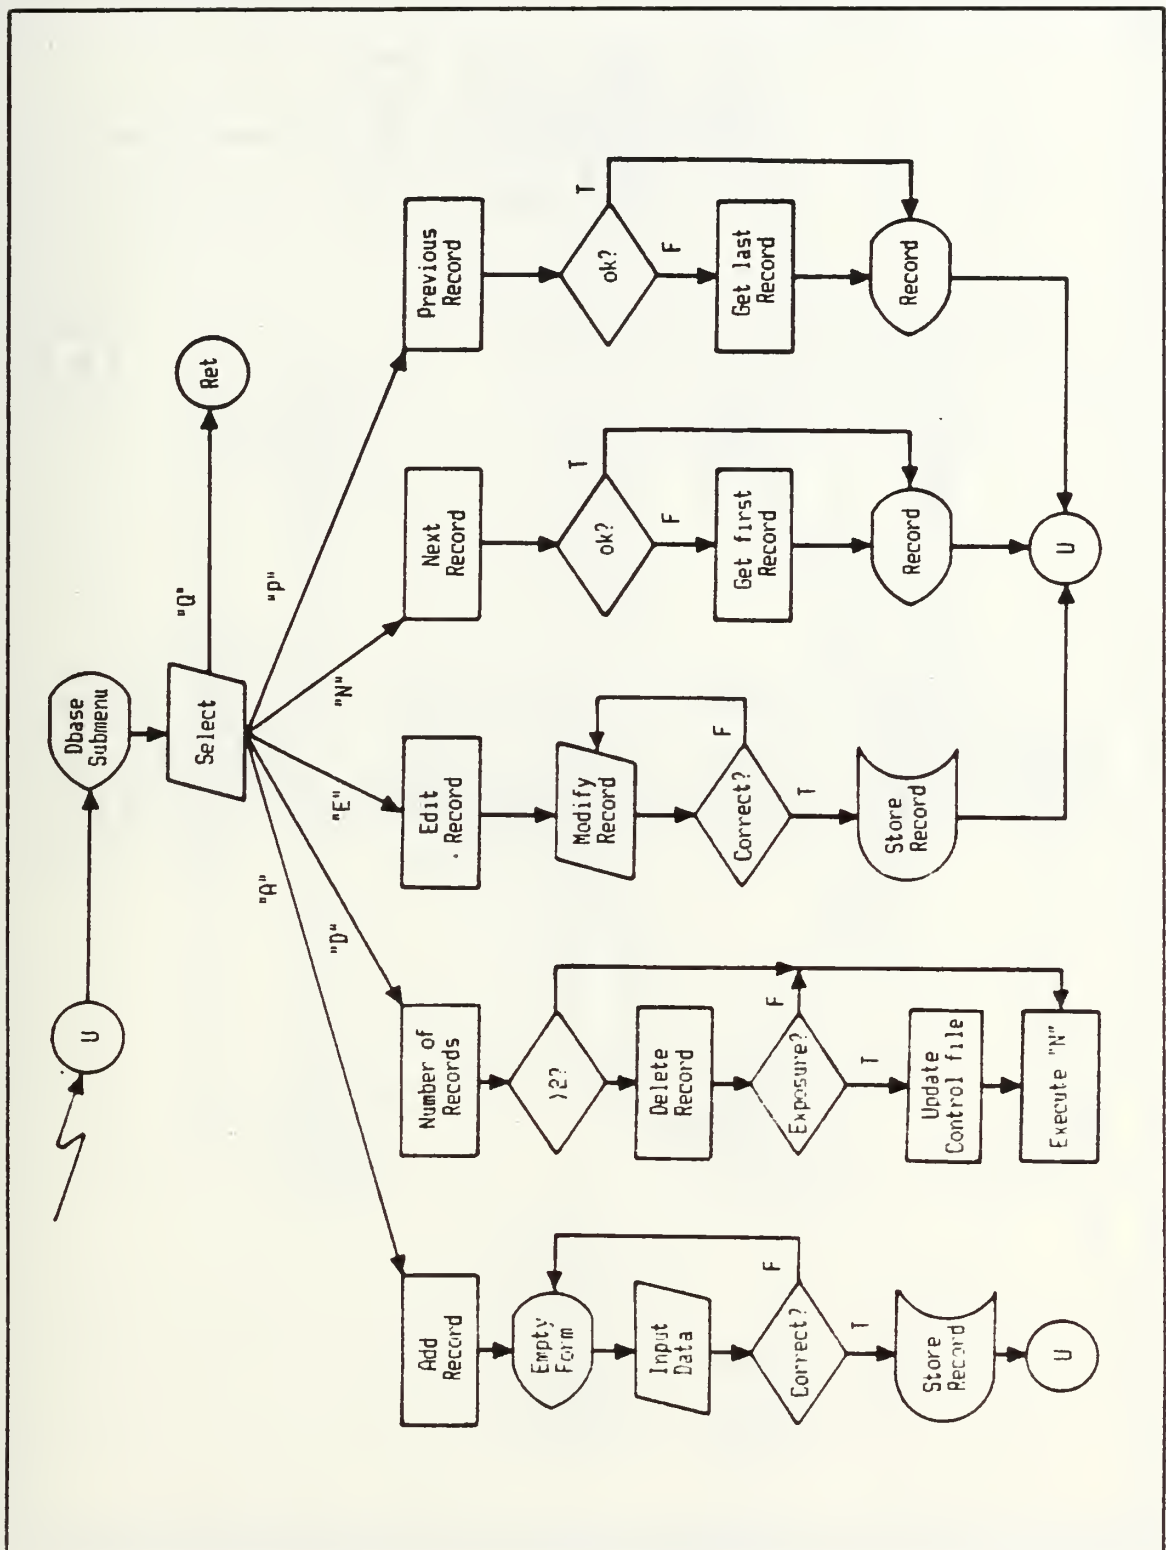 U
Dbase
Submenu
Select
"Q"
Ret
"A"
"D"
"E"
"N"
"P"
Add
Record
Empty
Form
Input
Data
Correct?
F
T
Store
Record
U
Number of
Records
>2?
Delete
Record
Exposure?
F
T
Update
Control file
Execute "N"
Edit
Record
Modify
Record
Correct?
F
T
Store
Record
Next
Record
ok?
T
F
Get first
Record
Record
Previous
Record
ok?
T
F
Get last
Record
Record
U